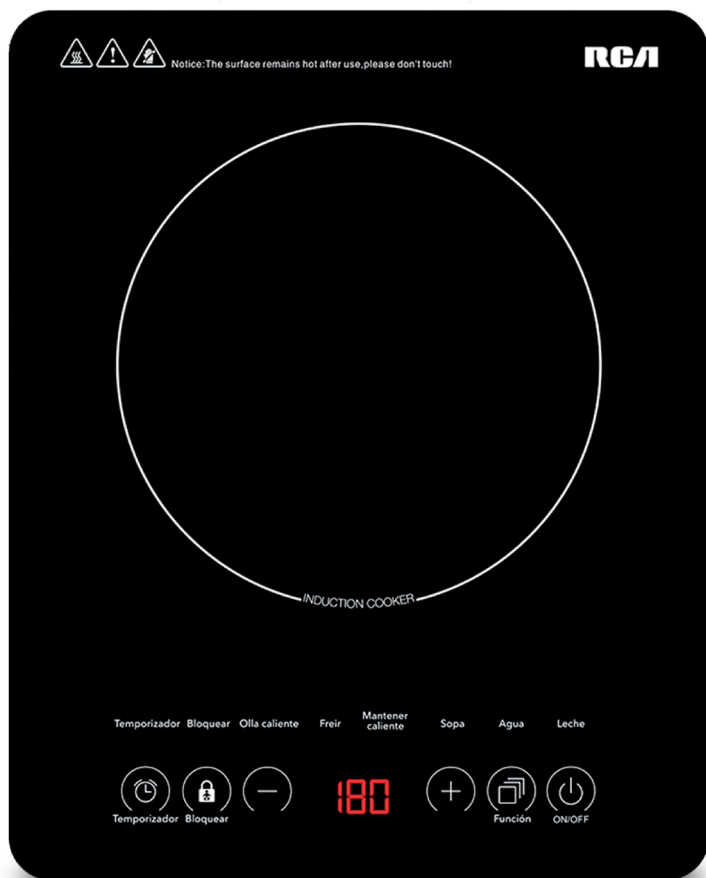 Notice:The surface remains hot after use,please don't touch!
RCA
INDUCTION COOKER
Temporizador Bloquear Olla caliente Freir Mantener caliente Sopa Agua Leche
180
Temporizador Bloquear Función ON/OFF